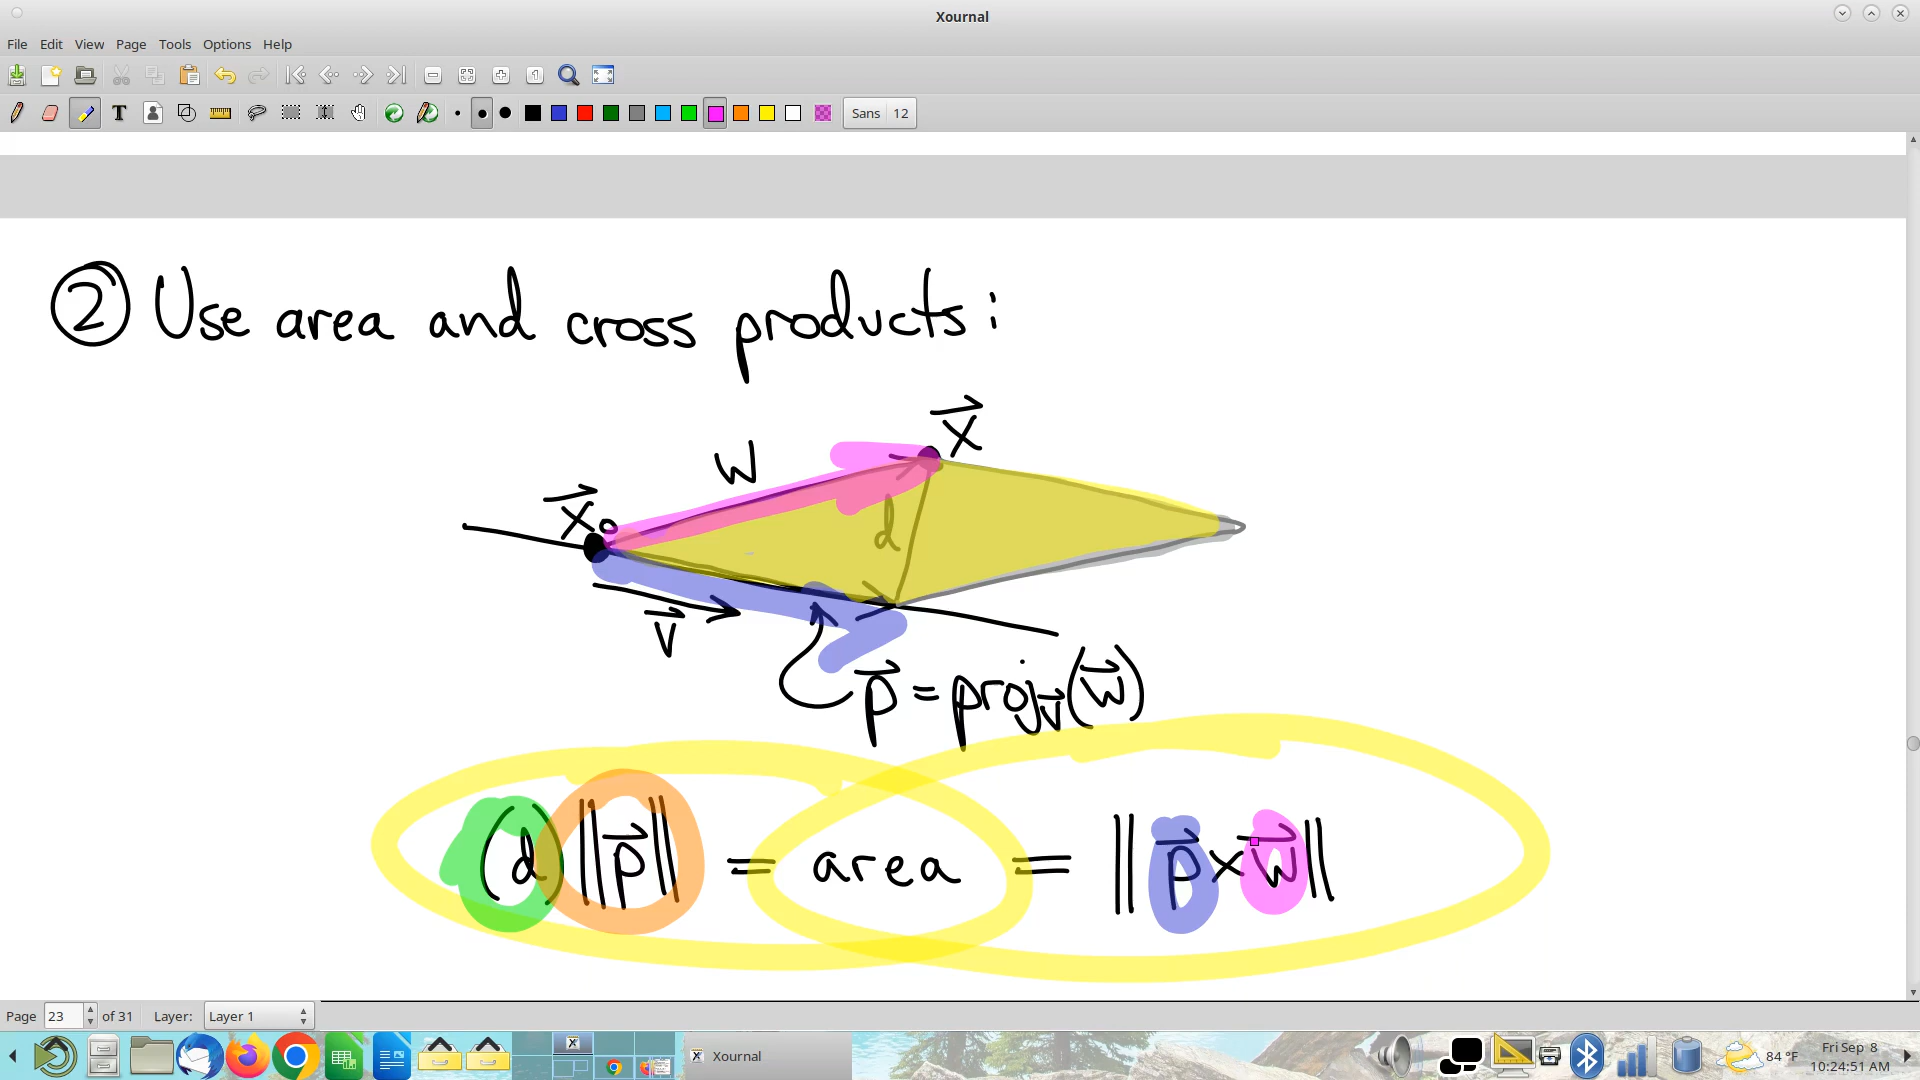 Xournal
File Edit View Page Tools Options Help
Sans 12
② Use area and cross products:
x⃗
w
x⃗₀
d
v⃗
p⃗ = proj_v⃗(w⃗)
(d)‖p⃗‖ = area = ‖p⃗×w⃗‖
Page 23 of 31 Layer: Layer 1
Xournal
84 °F
Fri Sep 8
10:24:51 AM